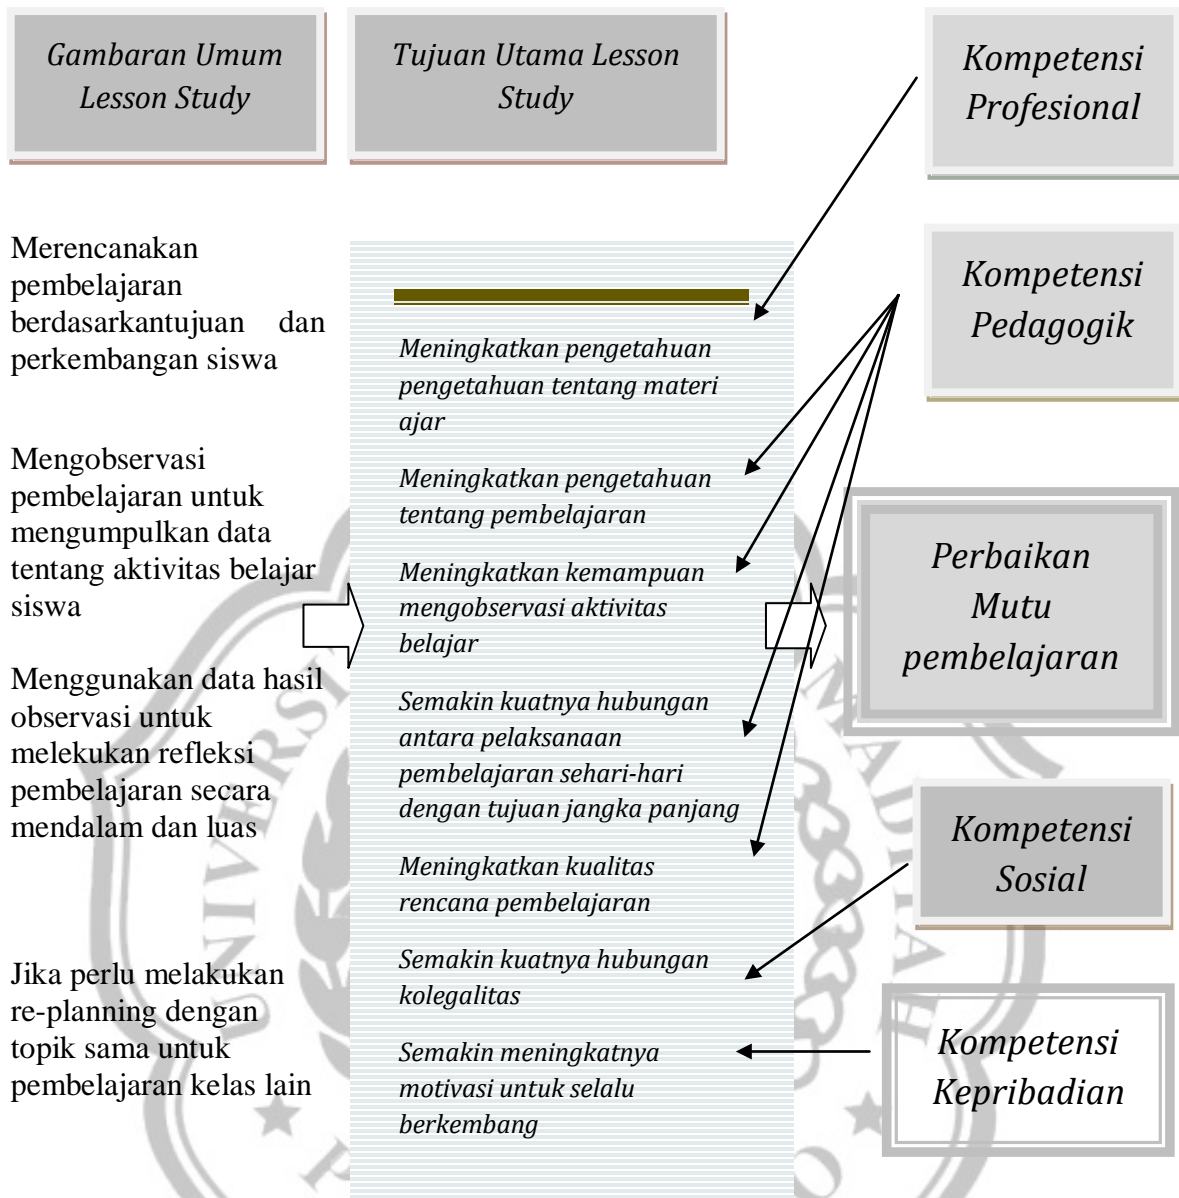 Gambaran Umum
Lesson Study
Tujuan Utama Lesson
Study
Kompetensi
Profesional
Merencanakan
pembelajaran
berdasarkantujuan dan
perkembangan siswa
Mengobservasi
pembelajaran untuk
mengumpulkan data
tentang aktivitas belajar
siswa
Menggunakan data hasil
observasi untuk
melekukan refleksi
pembelajaran secara
mendalam dan luas
Jika perlu melakukan
re-planning dengan
topik sama untuk
pembelajaran kelas lain
Meningkatkan pengetahuan
pengetahuan tentang materi
ajar
Meningkatkan pengetahuan
tentang pembelajaran
Meningkatkan kemampuan
mengobservasi aktivitas
belajar
Semakin kuatnya hubungan
antara pelaksanaan
pembelajaran sehari-hari
dengan tujuan jangka panjang
Meningkatkan kualitas
rencana pembelajaran
Semakin kuatnya hubungan
kolegalitas
Semakin meningkatnya
motivasi untuk selalu
berkembang
Kompetensi
Pedagogik
Perbaikan
Mutu
pembelajaran
Kompetensi
Sosial
Kompetensi
Kepribadian